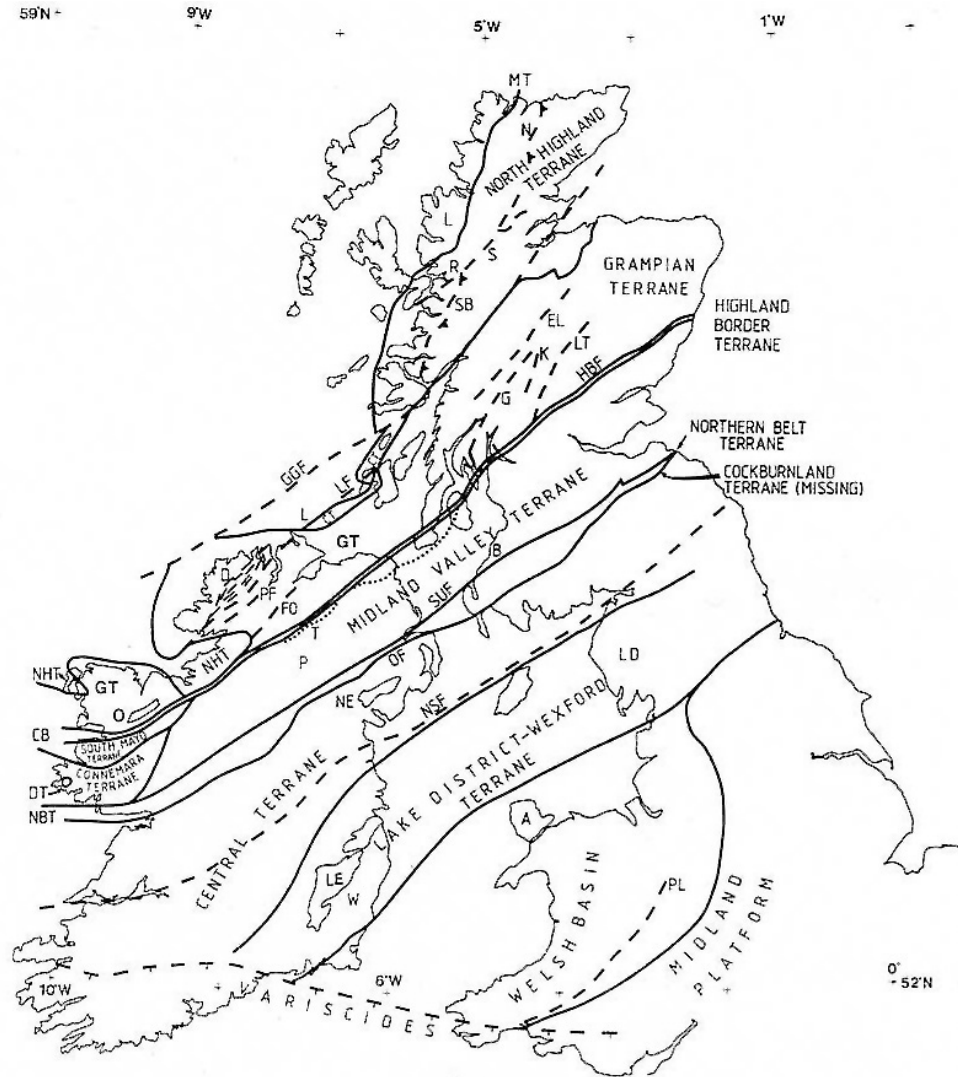 59°N
9°W
5°W
1°W
MT
N
NORTH HIGHLAND
TERRANE
L
S
R
SB
GRAMPIAN
TERRANE
HIGHLAND
BORDER
TERRANE
EL
LT
K
HBF
G
NORTHERN BELT
TERRANE
COCKBURNLAND
TERRANE (MISSING)
GGF
LF
L
GT
MIDLAND VALLEY TERRANE
B
D
PF
FO
SUF
T
P
NHT
OF
LD
NHT
GT
NE
NSF
O
CB
SOUTH MAYO
TERRANE
CONNEMARA
TERRANE
DT
NBT
CENTRAL TERRANE
LAKE DISTRICT-WEXFORD
TERRANE
A
LE
W
PL
WELSH BASIN
MIDLAND
PLATFORM
10°W
6°W
0°
52°N
VARISCIDES